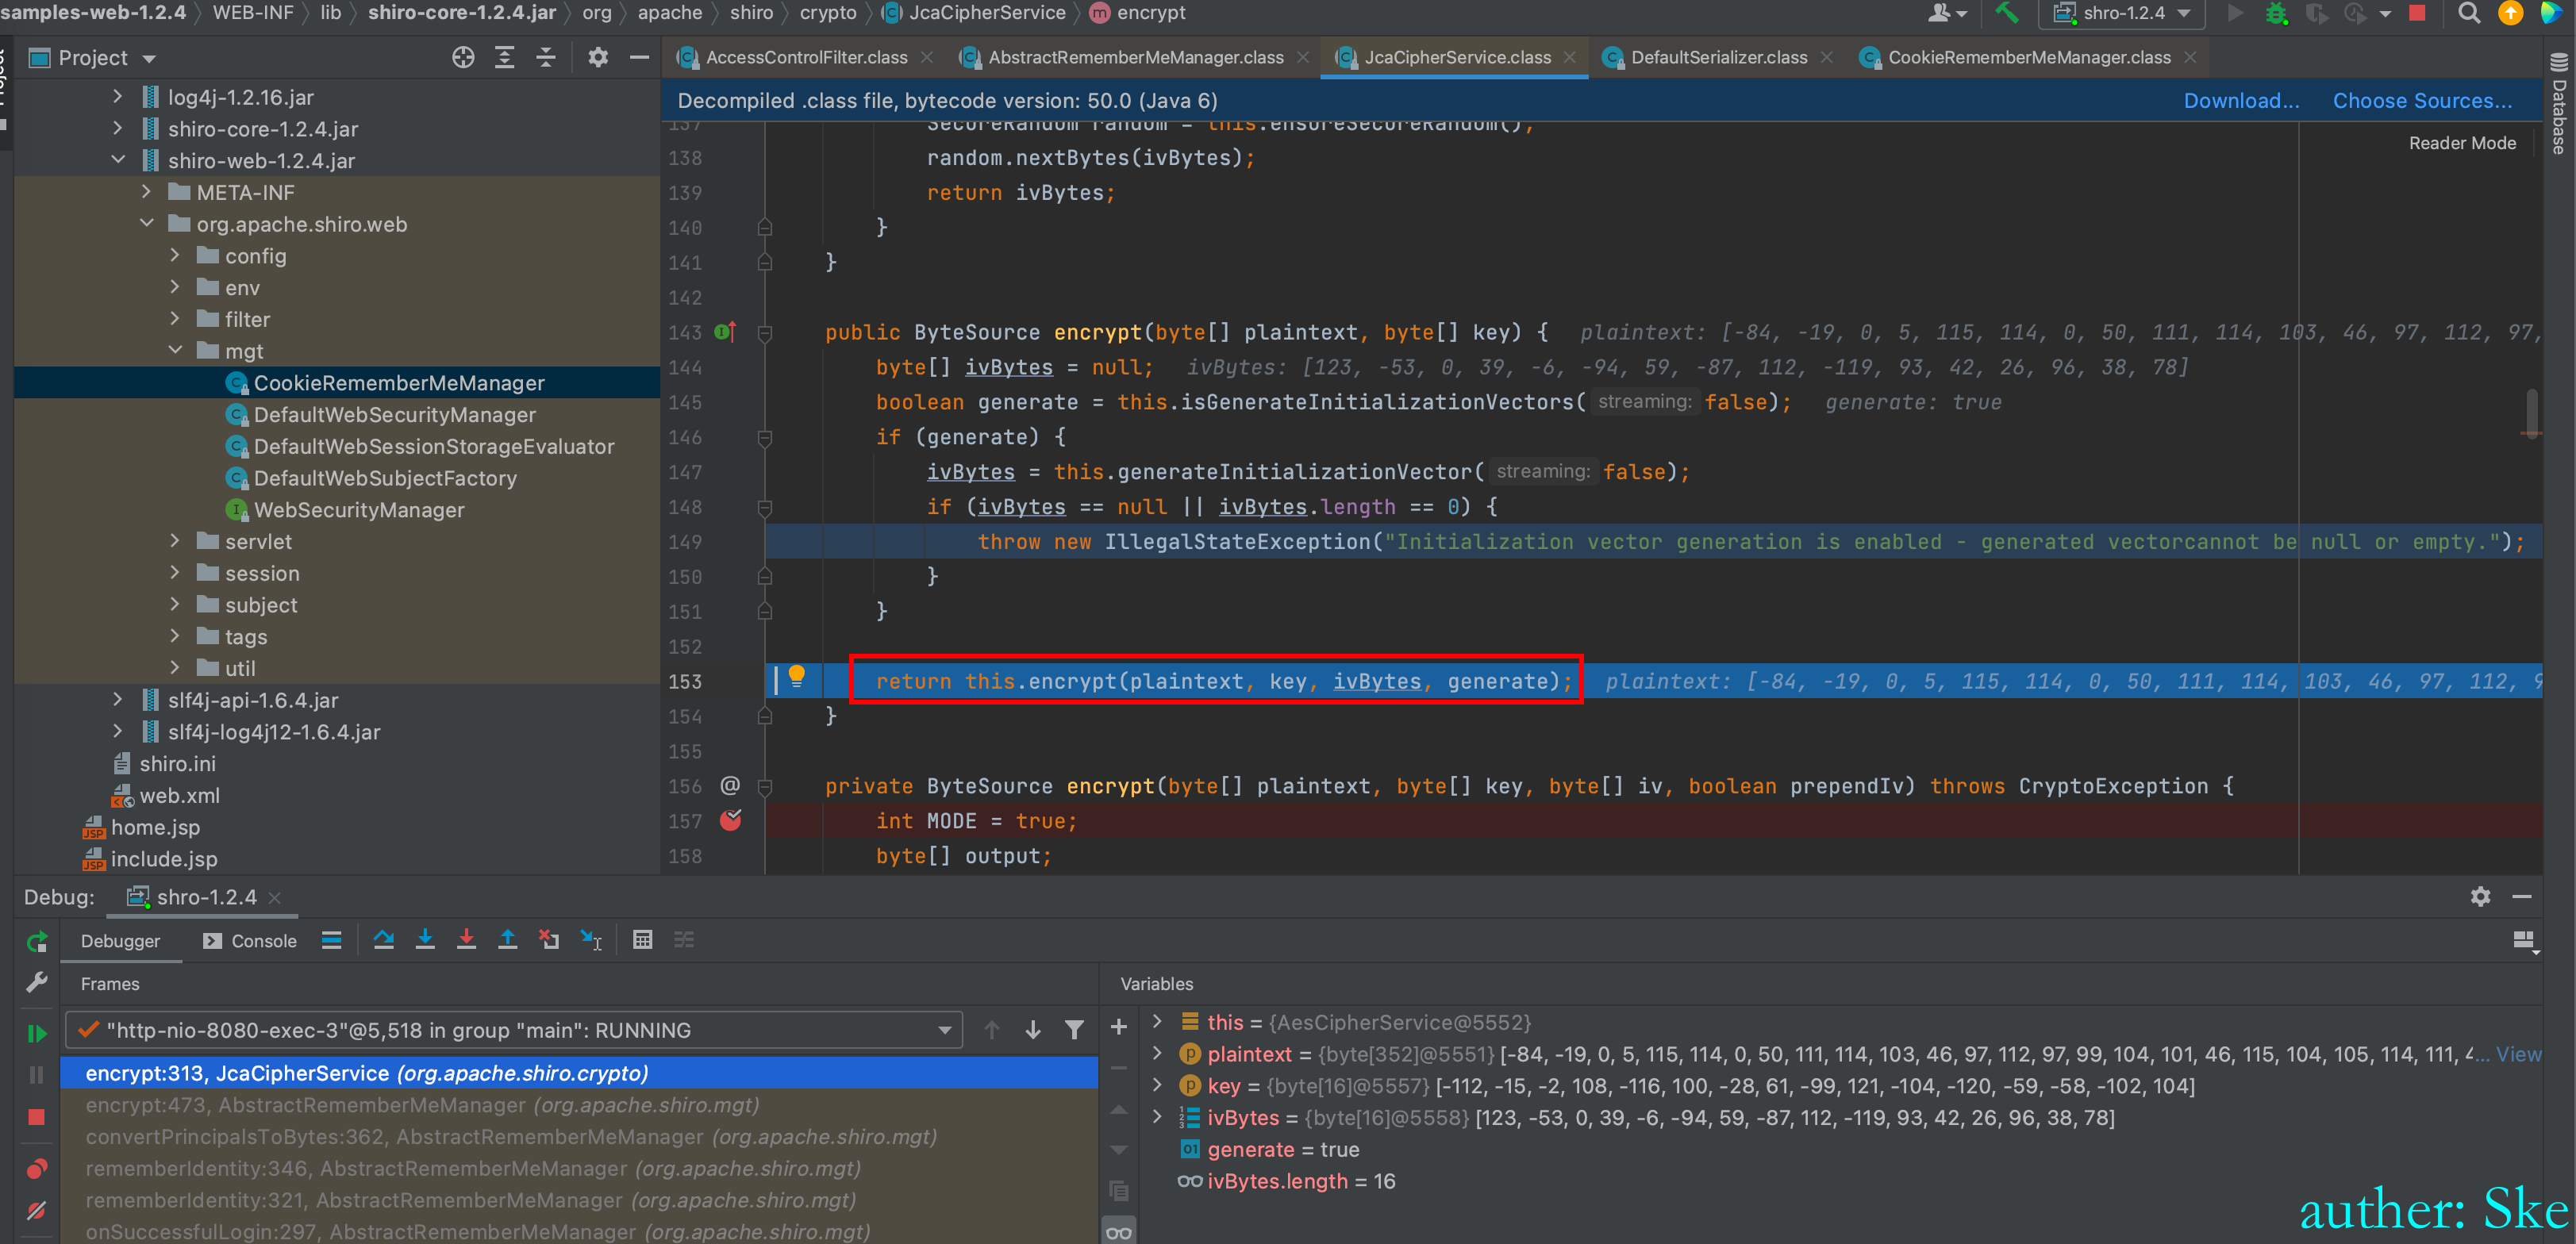 samples-web-1.2.4 WEB-INF lib shiro-core-1.2.4.jar org apache shiro crypto JcaCipherService encrypt
shro-1.2.4
Project
AccessControlFilter.class AbstractRememberMeManager.class JcaCipherService.class DefaultSerializer.class CookieRememberMeManager.class
Database
Decompiled .class file, bytecode version: 50.0 (Java 6) Download... Choose Sources...
Reader Mode
log4j-1.2.16.jar
shiro-core-1.2.4.jar
shiro-web-1.2.4.jar
META-INF
org.apache.shiro.web
config
env
filter
mgt
CookieRememberMeManager
DefaultWebSecurityManager
DefaultWebSessionStorageEvaluator
DefaultWebSubjectFactory
WebSecurityManager
servlet
session
subject
tags
util
slf4j-api-1.6.4.jar
slf4j-log4j12-1.6.4.jar
shiro.ini
web.xml
home.jsp
include.jsp
137 SecureRandom random = this.ensureSecureRandom();
138 random.nextBytes(ivBytes);
139 return ivBytes;
140 }
141 }
142
143 public ByteSource encrypt(byte[] plaintext, byte[] key) { plaintext: [-84, -19, 0, 5, 115, 114, 0, 50, 111, 114, 103, 46, 97, 112, 97,
144 byte[] ivBytes = null; ivBytes: [123, -53, 0, 39, -6, -94, 59, -87, 112, -119, 93, 42, 26, 96, 38, 78]
145 boolean generate = this.isGenerateInitializationVectors( streaming: false); generate: true
146 if (generate) {
147 ivBytes = this.generateInitializationVector( streaming: false);
148 if (ivBytes == null || ivBytes.length == 0) {
149 throw new IllegalStateException("Initialization vector generation is enabled - generated vectorcannot be null or empty.");
150 }
151 }
152
153 return this.encrypt(plaintext, key, ivBytes, generate); plaintext: [-84, -19, 0, 5, 115, 114, 0, 50, 111, 114, 103, 46, 97, 112, 9
154 }
155
156 @ private ByteSource encrypt(byte[] plaintext, byte[] key, byte[] iv, boolean prependIv) throws CryptoException {
157 int MODE = true;
158 byte[] output;
Debug: shro-1.2.4
Debugger Console
Frames
"http-nio-8080-exec-3"@5,518 in group "main": RUNNING
encrypt:313, JcaCipherService (org.apache.shiro.crypto)
encrypt:473, AbstractRememberMeManager (org.apache.shiro.mgt)
convertPrincipalsToBytes:362, AbstractRememberMeManager (org.apache.shiro.mgt)
rememberIdentity:346, AbstractRememberMeManager (org.apache.shiro.mgt)
rememberIdentity:321, AbstractRememberMeManager (org.apache.shiro.mgt)
onSuccessfulLogin:297, AbstractRememberMeManager (org.apache.shiro.mgt)
Variables
this = {AesCipherService@5552}
plaintext = {byte[352]@5551} [-84, -19, 0, 5, 115, 114, 0, 50, 111, 114, 103, 46, 97, 112, 97, 99, 104, 101, 46, 115, 104, 105, 114, 111, 4... View
key = {byte[16]@5557} [-112, -15, -2, 108, -116, 100, -28, 61, -99, 121, -104, -120, -59, -58, -102, 104]
ivBytes = {byte[16]@5558} [123, -53, 0, 39, -6, -94, 59, -87, 112, -119, 93, 42, 26, 96, 38, 78]
generate = true
ivBytes.length = 16
auther: Ske